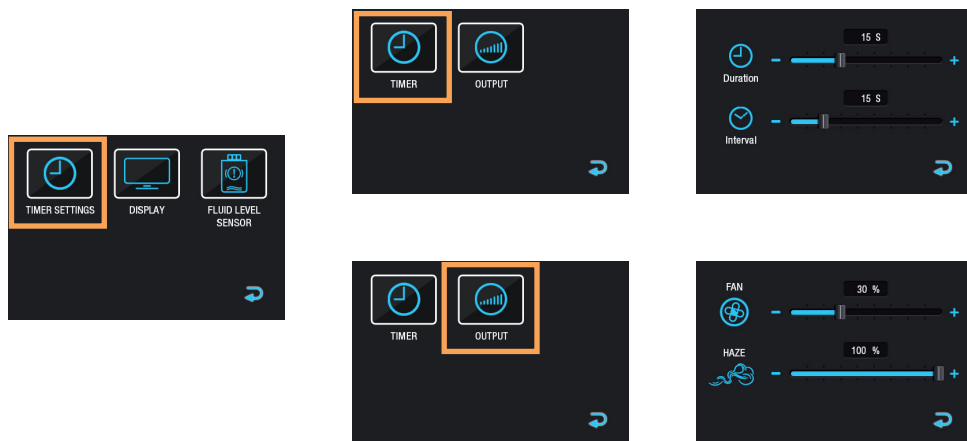 TIMER SETTINGS
DISPLAY
FLUID LEVEL
SENSOR
TIMER
OUTPUT
15 S
Duration
- +
15 S
- +
Interval
TIMER
OUTPUT
FAN
30 %
- +
HAZE
100 %
- +